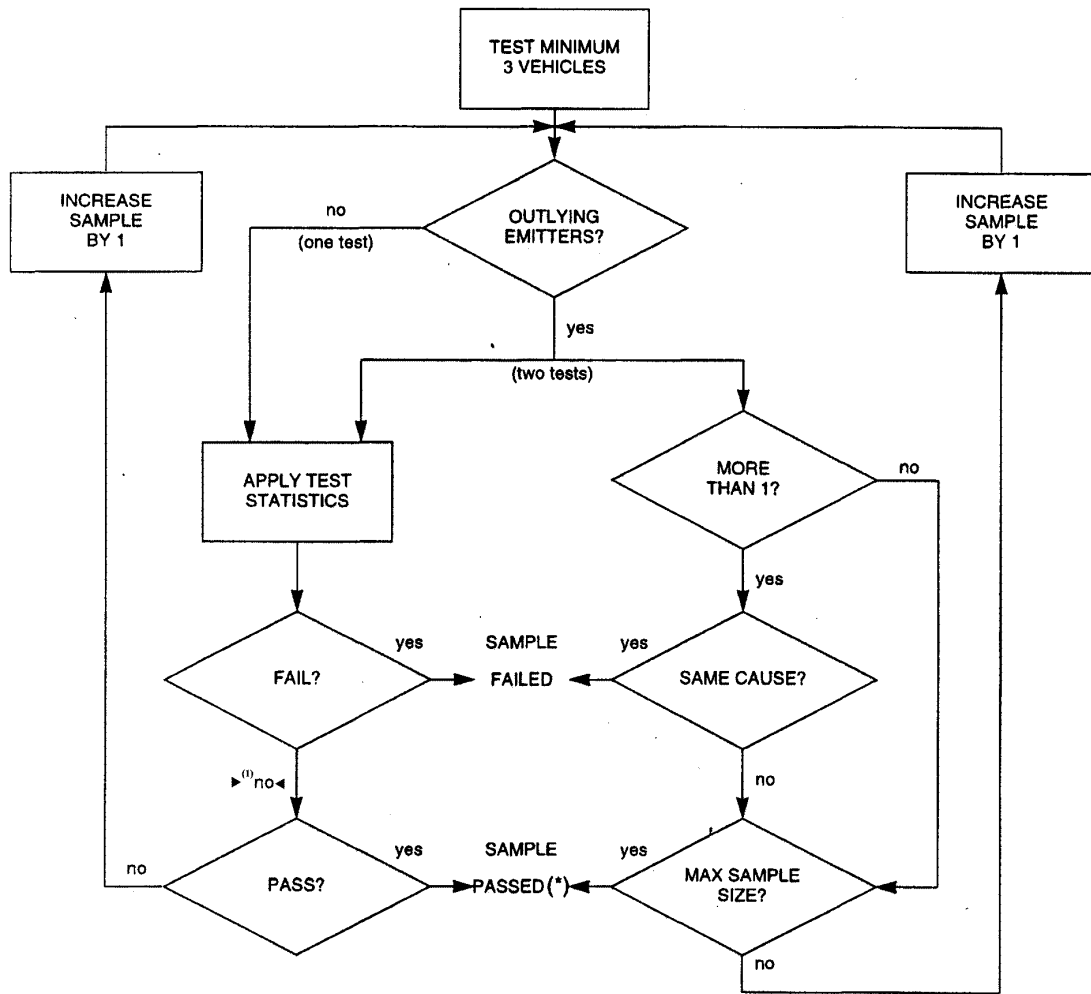 TEST MINIMUM
3 VEHICLES
INCREASE
SAMPLE
BY 1
no
(one test)
OUTLYING
EMITTERS?
INCREASE
SAMPLE
BY 1
yes
(two tests)
APPLY TEST
STATISTICS
MORE
THAN 1?
no
yes
FAIL?
yes
SAMPLE
FAILED
yes
SAME CAUSE?
►(1)no◄
no
no
PASS?
yes
SAMPLE
PASSED(*)
yes
MAX SAMPLE
SIZE?
no